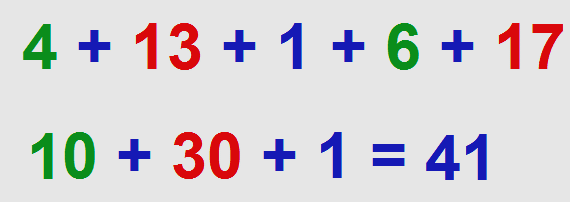 4 + 13 + 1 + 6 + 17
10 + 30 + 1 = 41